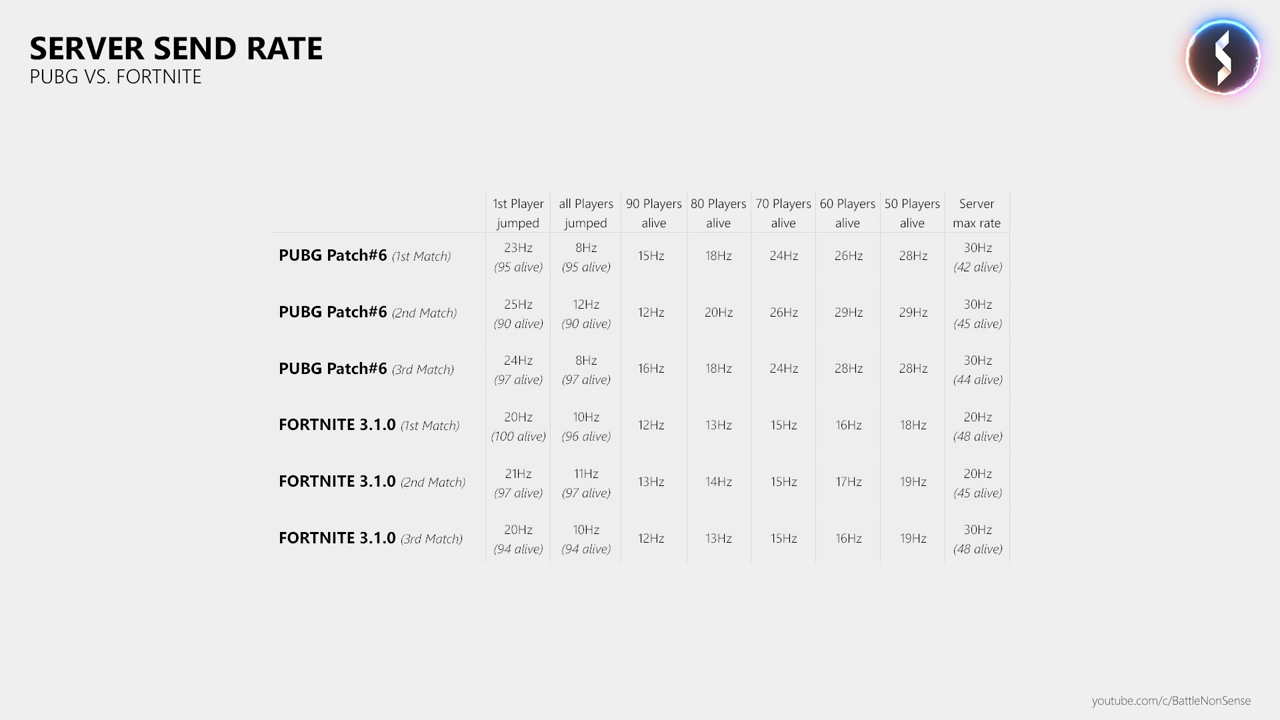 SERVER SEND RATE
PUBG VS. FORTNITE
1st Player jumped all Players jumped 90 Players alive 80 Players alive 70 Players alive 60 Players alive 50 Players alive Server max rate
PUBG Patch#6 (1st Match) 23Hz (95 alive) 8Hz (95 alive) 15Hz 18Hz 24Hz 26Hz 28Hz 30Hz (42 alive)
PUBG Patch#6 (2nd Match) 25Hz (90 alive) 12Hz (90 alive) 12Hz 20Hz 26Hz 29Hz 29Hz 30Hz (45 alive)
PUBG Patch#6 (3rd Match) 24Hz (97 alive) 8Hz (97 alive) 16Hz 18Hz 24Hz 28Hz 28Hz 30Hz (44 alive)
FORTNITE 3.1.0 (1st Match) 20Hz (100 alive) 10Hz (96 alive) 12Hz 13Hz 15Hz 16Hz 18Hz 20Hz (48 alive)
FORTNITE 3.1.0 (2nd Match) 21Hz (97 alive) 11Hz (97 alive) 13Hz 14Hz 15Hz 17Hz 19Hz 20Hz (45 alive)
FORTNITE 3.1.0 (3rd Match) 20Hz (94 alive) 10Hz (94 alive) 12Hz 13Hz 15Hz 16Hz 19Hz 30Hz (48 alive)
youtube.com/c/BattleNonSense